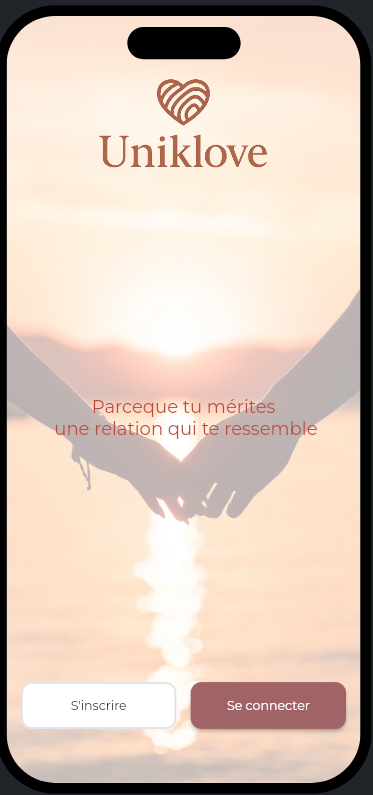 Uniklove
Parceque tu mérites
une relation qui te ressemble
S'inscrire
Se connecter